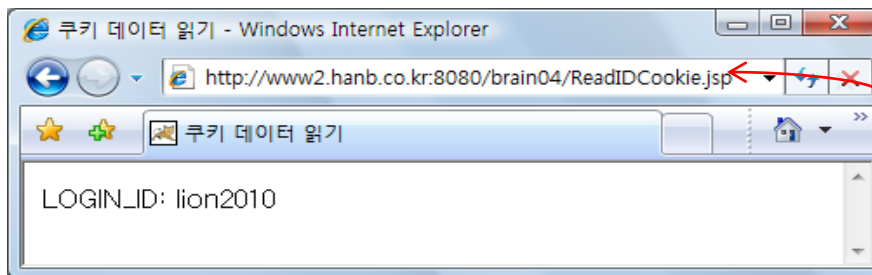 쿠키 데이터 읽기 - Windows Internet Explorer
http://www2.hanb.co.kr:8080/brain04/ReadIDCookie.jsp
쿠키 데이터 읽기
LOGIN_ID: lion2010